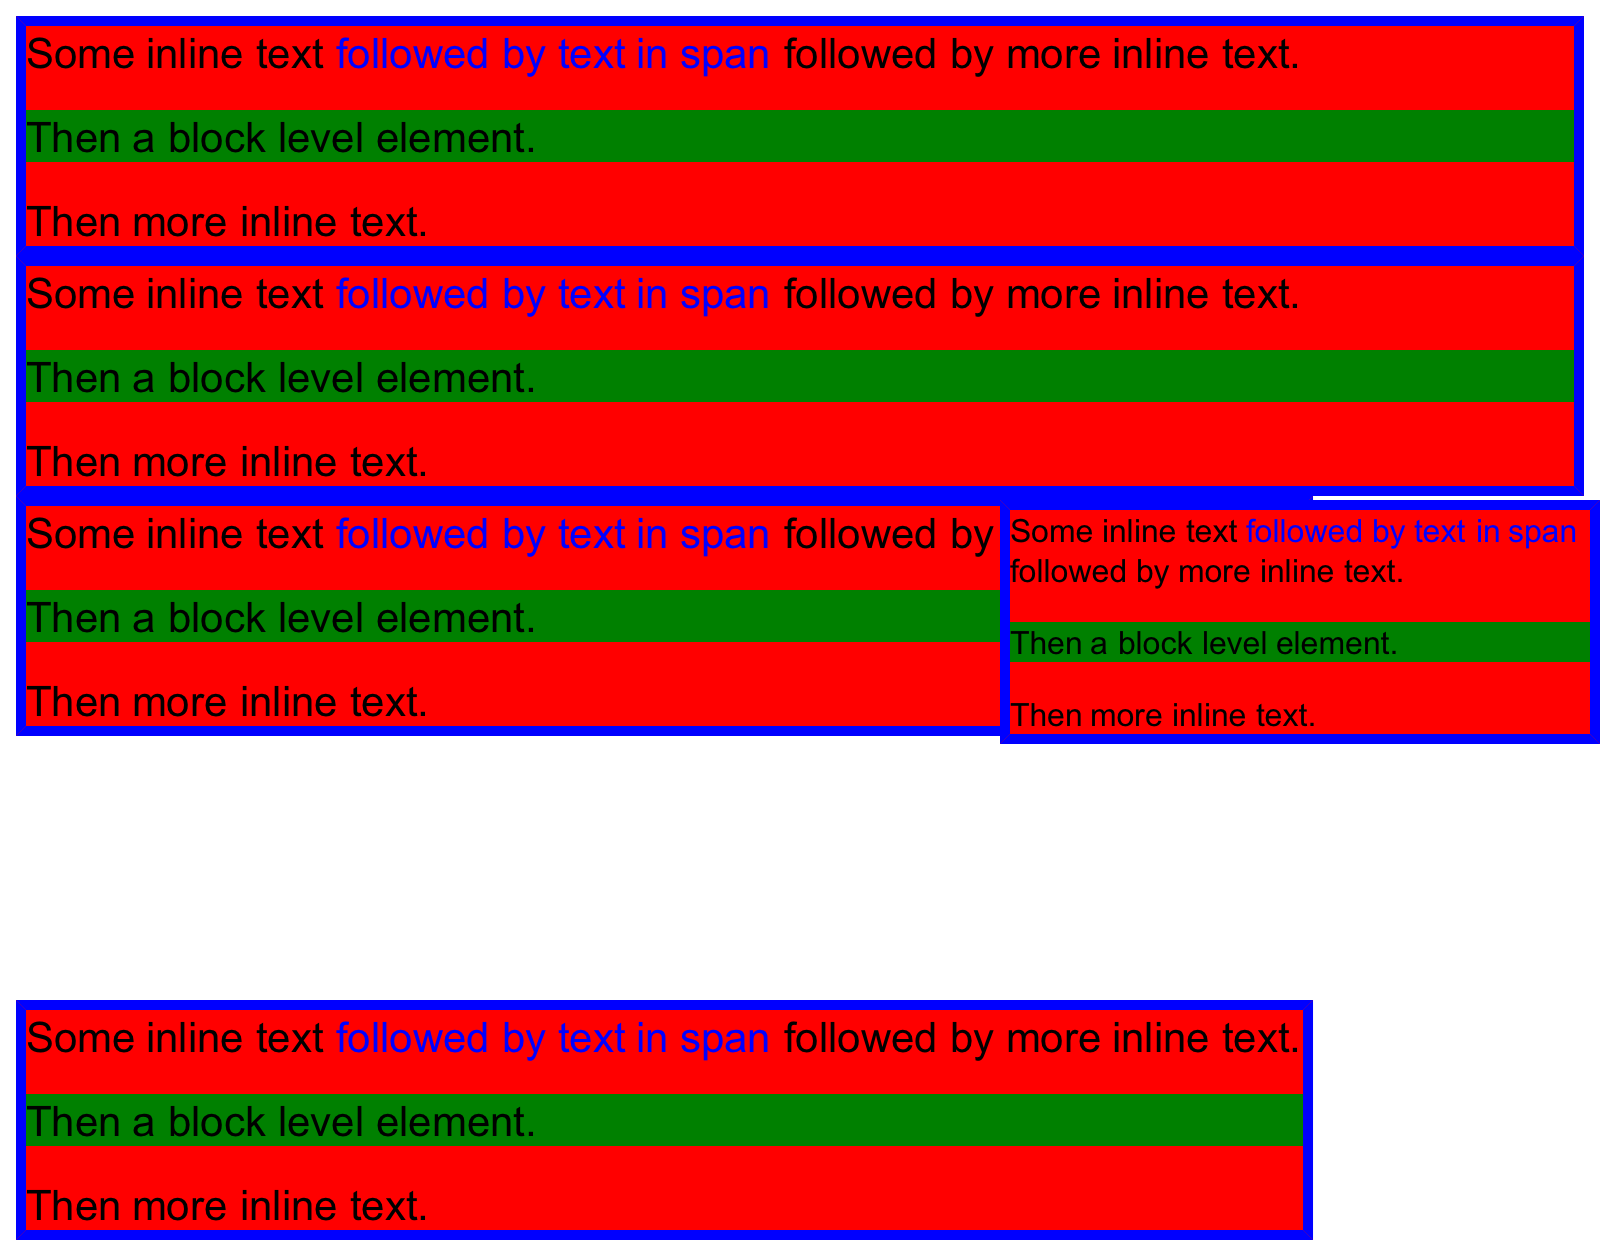 Some inline text followed by text in span followed by more inline text.
Then a block level element.
Then more inline text.
Some inline text followed by text in span followed by more inline text.
Then a block level element.
Then more inline text.
Some inline text followed by text in span followed by
Then a block level element.
Then more inline text.
Some inline text followed by text in span
followed by more inline text.
Then a block level element.
Then more inline text.
Some inline text followed by text in span followed by more inline text.
Then a block level element.
Then more inline text.